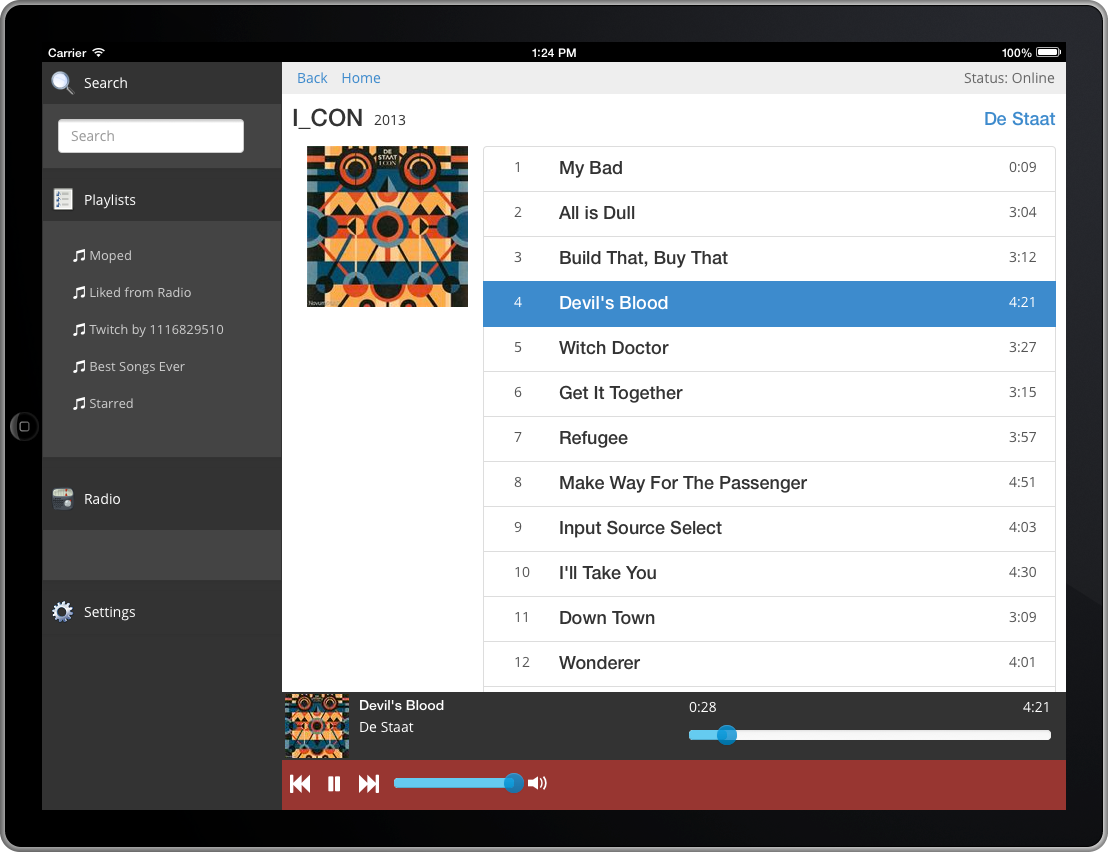 Carrier
1:24 PM
100%
Search
Search
Playlists
Moped
Liked from Radio
Twitch by 1116829510
Best Songs Ever
Starred
Radio
Settings
Back Home
Status: Online
I_CON 2013
De Staat
DE
STAAT
I_CON
1 My Bad 0:09
2 All is Dull 3:04
3 Build That, Buy That 3:12
4 Devil's Blood 4:21
5 Witch Doctor 3:27
6 Get It Together 3:15
7 Refugee 3:57
8 Make Way For The Passenger 4:51
9 Input Source Select 4:03
10 I'll Take You 4:30
11 Down Town 3:09
12 Wonderer 4:01
Devil's Blood
De Staat
0:28
4:21